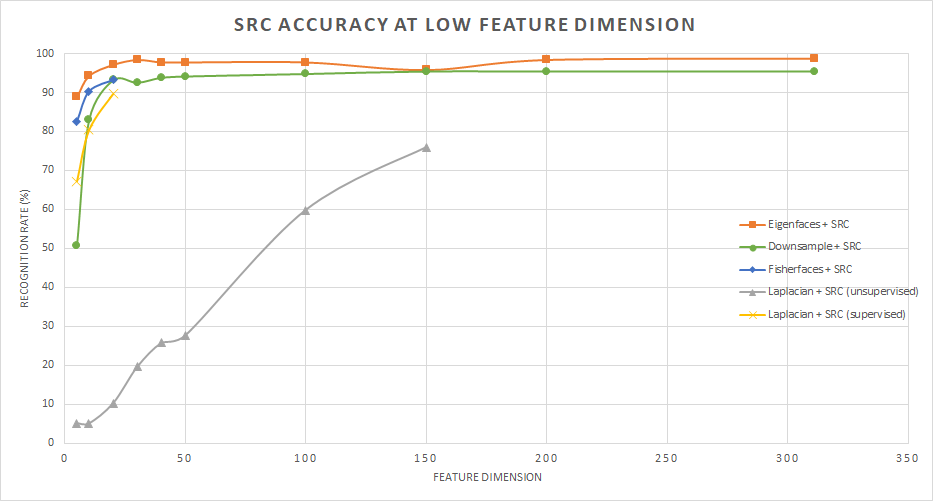 SRC ACCURACY AT LOW FEATURE DIMENSION
100
90
80
70
60
50
40
30
20
10
0
RECOGNITION RATE (%)
Eigenfaces + SRC
Downsample + SRC
Fisherfaces + SRC
Laplacian + SRC (unsupervised)
Laplacian + SRC (supervised)
0 50 100 150 200 250 300 350
FEATURE DIMENSION